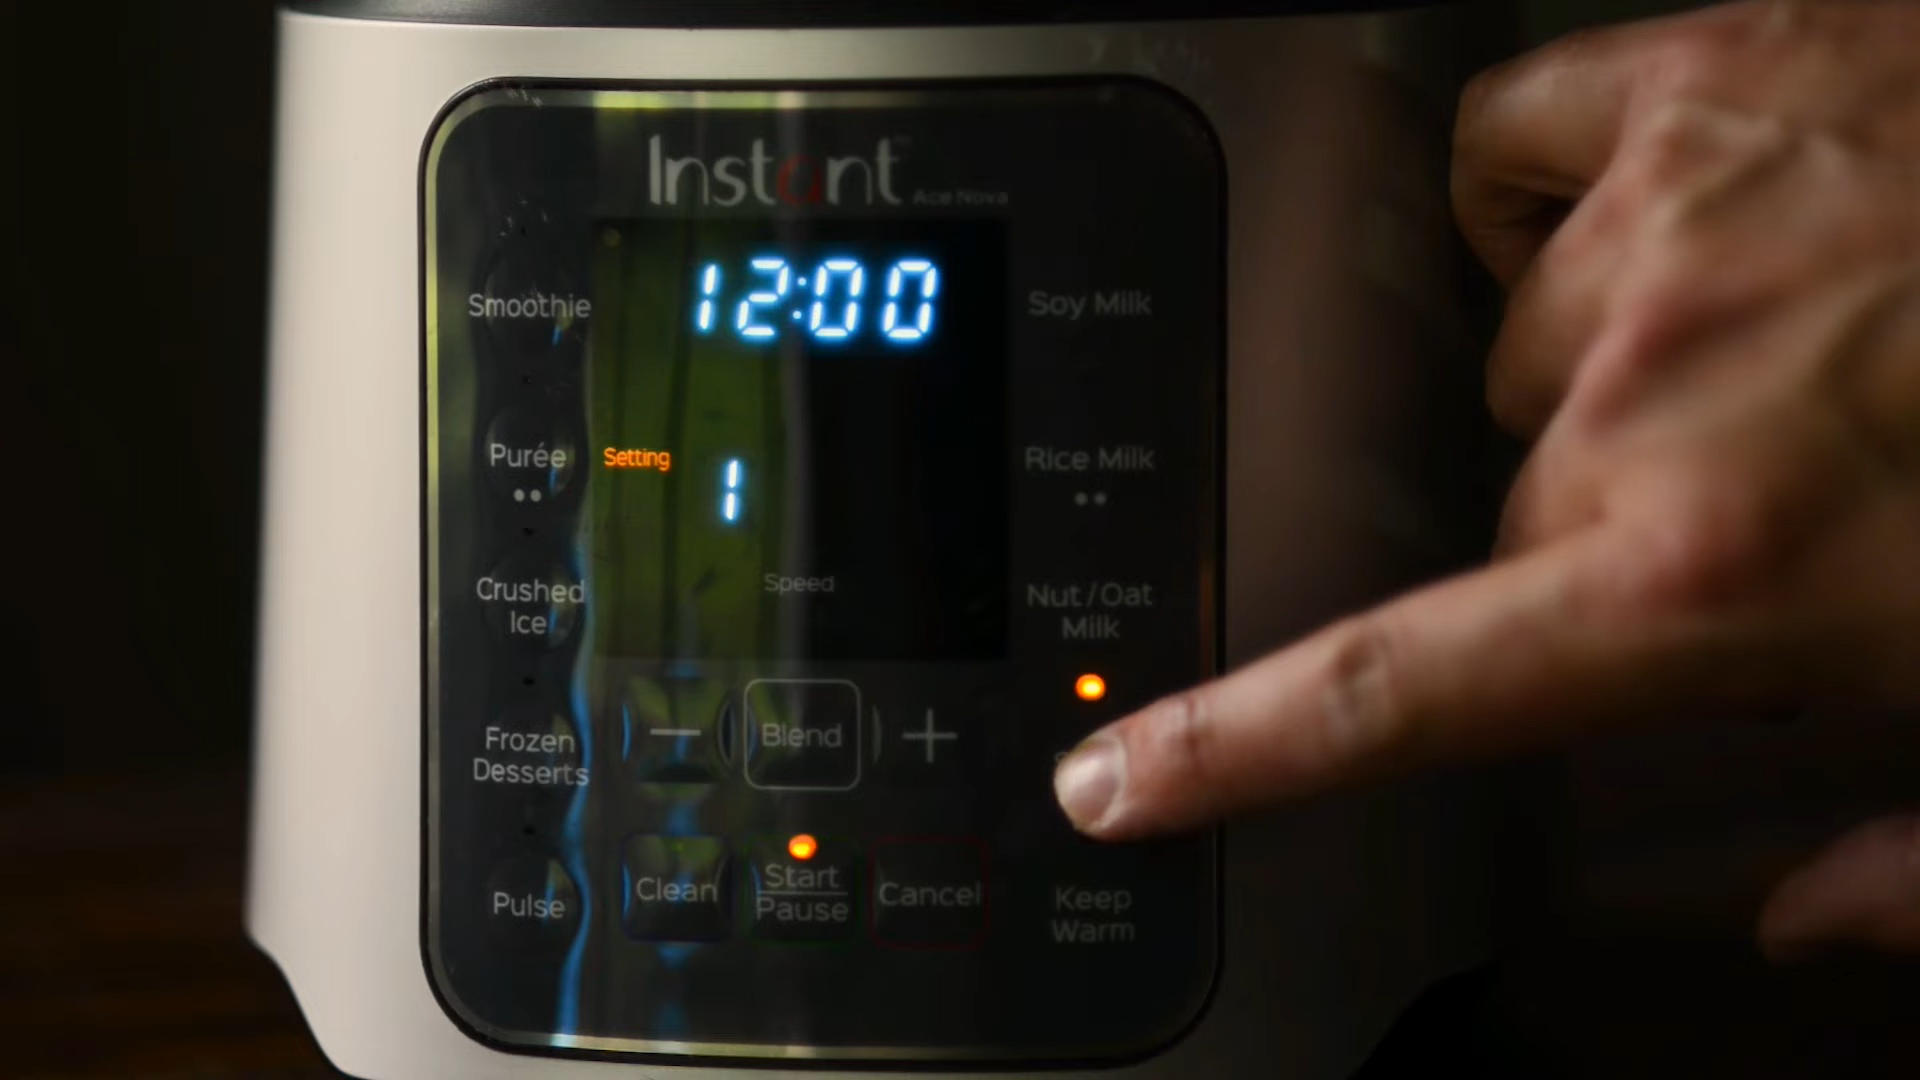 Instant™ Ace Nova
12:00
Smoothie
Soy Milk
Purée
Setting
1
Rice Milk
Crushed
Ice
Speed
Nut/Oat
Milk
Frozen
Desserts
—
Blend
+
Pulse
Clean
Start
Pause
Cancel
Keep
Warm